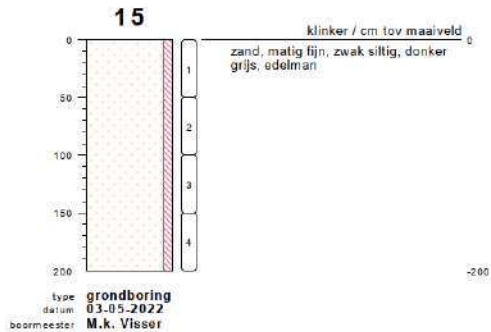 15
klinker / cm tov maaiveld
0
0
zand, matig fijn, zwak siltig, donker
grijs, edelman
1
50
2
100
3
150
4
200
-200
type grondboring
datum 03-05-2022
boormeester M.k. Visser